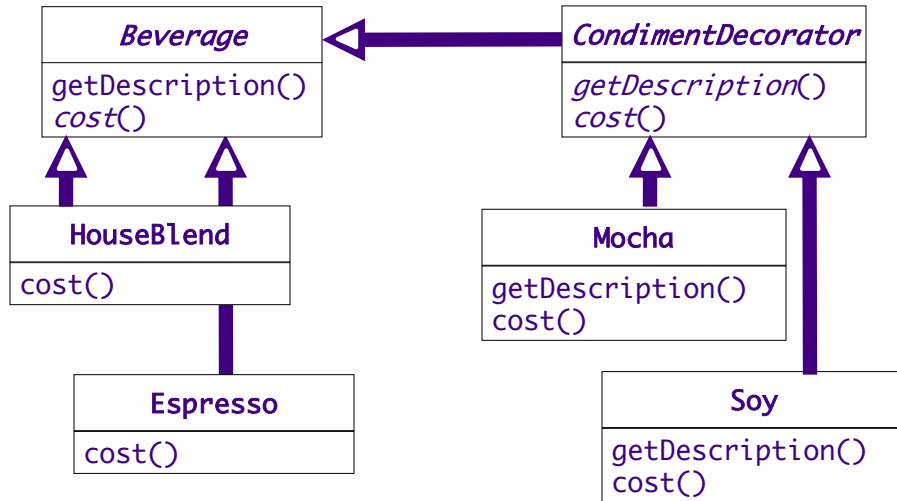 Beverage
getDescription()
cost()
CondimentDecorator
getDescription()
cost()
HouseBlend
cost()
Mocha
getDescription()
cost()
Espresso
cost()
Soy
getDescription()
cost()